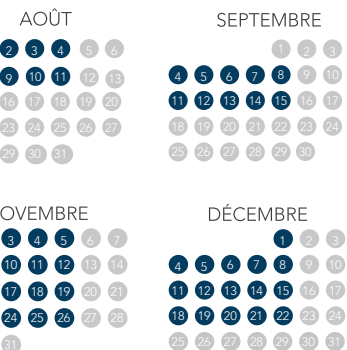 AOÛT
2 3 4 5 6
9 10 11 12 13
16 17 18 19 20
23 24 25 26 27
29 30 31
SEPTEMBRE
1 2 3
4 5 6 7 8 9 10
11 12 13 14 15 16 17
18 19 20 21 22 23 24
25 26 27 28 29 30
OVEMBRE
3 4 5 6 7
10 11 12 13 14
17 18 19 20 21
24 25 26 27 28
31
DÉCEMBRE
1 2 3
4 5 6 7 8 9 10
11 12 13 14 15 16 17
18 19 20 21 22 23 24
25 26 27 28 29 30 31